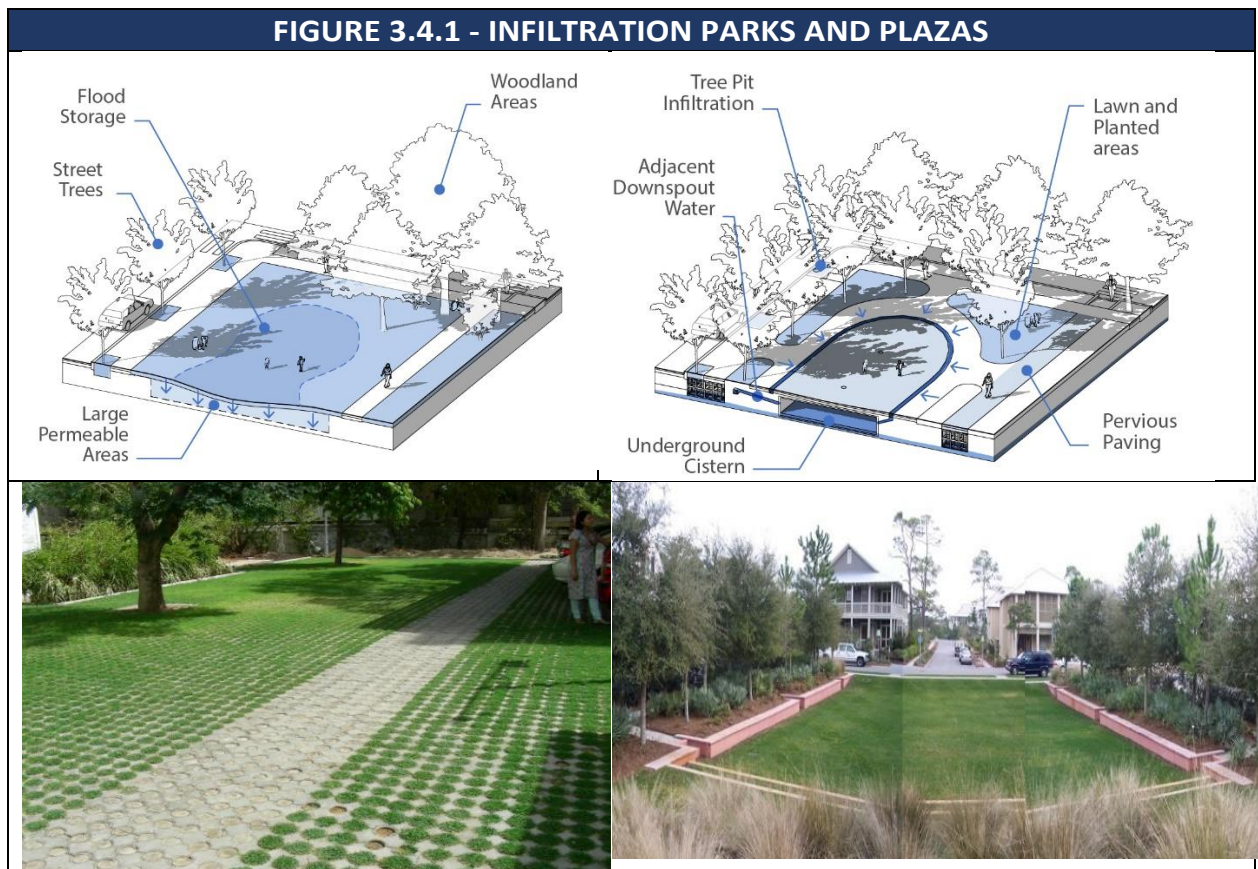 FIGURE 3.4.1 - INFILTRATION PARKS AND PLAZAS
Flood
Storage
Woodland
Areas
Street
Trees
Large
Permeable
Areas
Tree Pit
Infiltration
Lawn and
Planted
areas
Adjacent
Downspout
Water
Underground
Cistern
Pervious
Paving